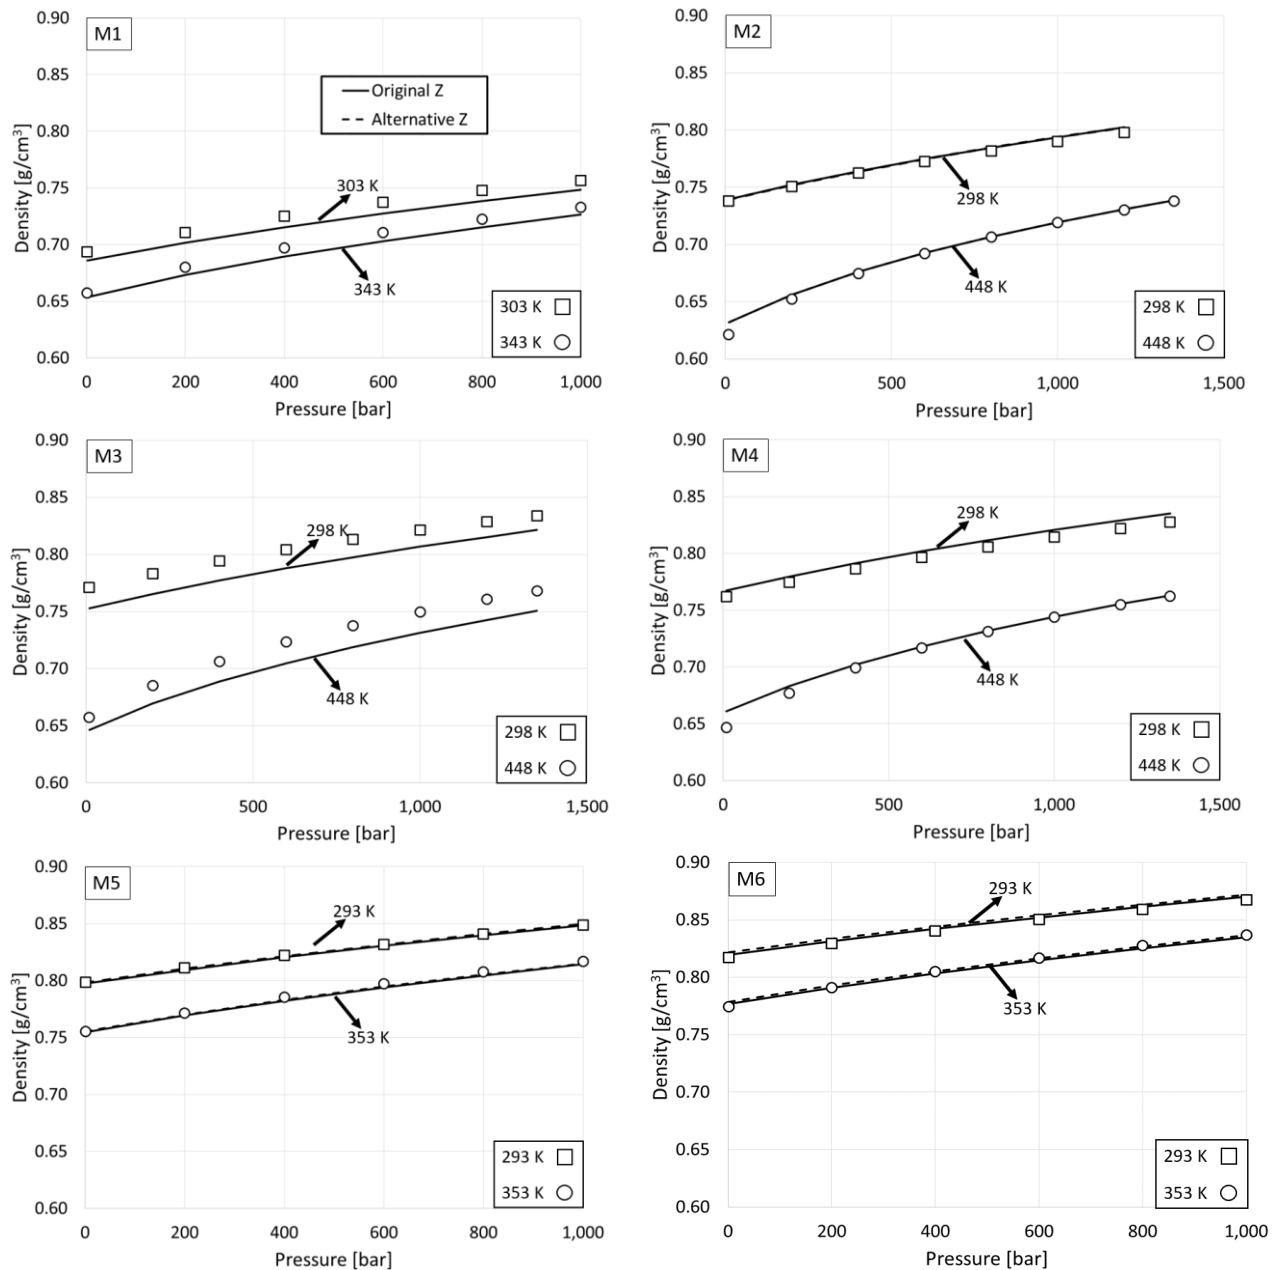 M1
0.90
0.85
0.80
0.75
0.70
0.65
0.60
Density [g/cm³]
Original Z
Alternative Z
303 K
343 K
303 K
343 K
0 200 400 600 800 1,000
Pressure [bar]
M2
0.90
0.85
0.80
0.75
0.70
0.65
0.60
Density [g/cm³]
298 K
448 K
298 K
448 K
0 500 1,000 1,500
Pressure [bar]
M3
0.90
0.85
0.80
0.75
0.70
0.65
0.60
Density [g/cm³]
298 K
448 K
298 K
448 K
0 500 1,000 1,500
Pressure [bar]
M4
0.90
0.85
0.80
0.75
0.70
0.65
0.60
Density [g/cm³]
298 K
448 K
298 K
448 K
0 500 1,000 1,500
Pressure [bar]
M5
0.90
0.85
0.80
0.75
0.70
0.65
0.60
Density [g/cm³]
293 K
353 K
293 K
353 K
0 200 400 600 800 1,000
Pressure [bar]
M6
0.90
0.85
0.80
0.75
0.70
0.65
0.60
Density [g/cm³]
293 K
353 K
293 K
353 K
0 200 400 600 800 1,000
Pressure [bar]